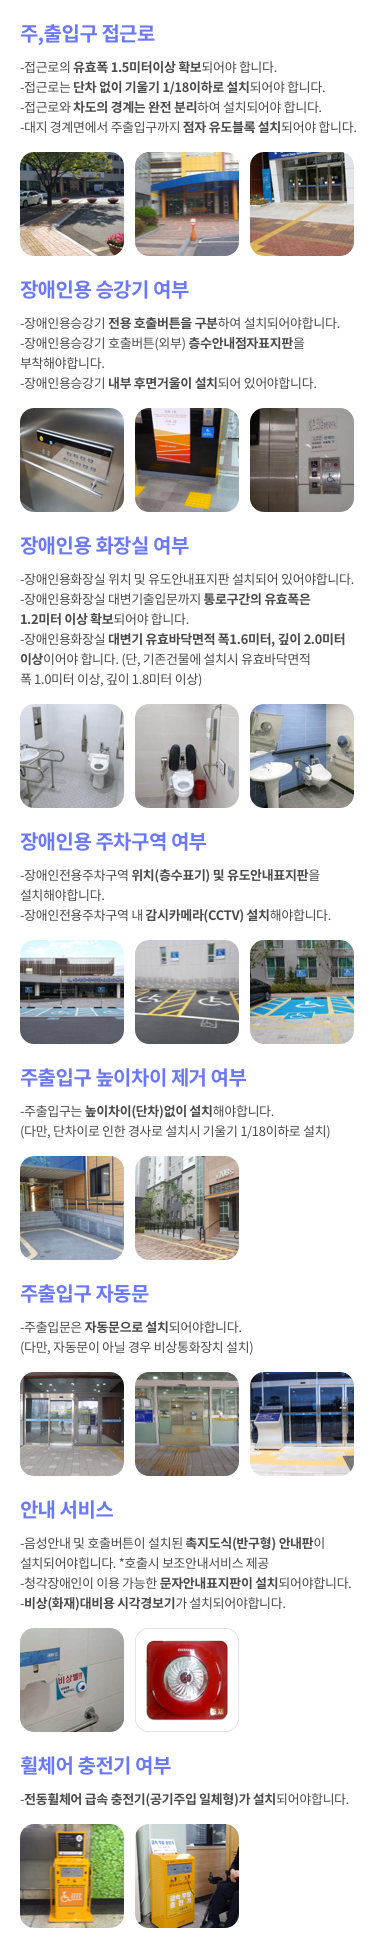 주,출입구 접근로
-접근로의 유효폭 1.5미터이상 확보되어야 합니다.
-접근로는 단차 없이 기울기 1/18이하로 설치되어야 합니다.
-접근로와 차도의 경계는 완전 분리하여 설치되어야 합니다.
-대지 경계면에서 주출입구까지 점자 유도블록 설치되어야 합니다.
장애인용 승강기 여부
-장애인용승강기 전용 호출버튼을 구분하여 설치되어야합니다.
-장애인용승강기 호출버튼(외부) 층수안내점자표지판을
부착해야합니다.
-장애인용승강기 내부 후면거울이 설치되어 있어야합니다.
장애인용 화장실 여부
-장애인용화장실 위치 및 유도안내표지판 설치되어 있어야합니다.
-장애인용화장실 대변기출입문까지 통로구간의 유효폭은
1.2미터 이상 확보되어야 합니다.
-장애인용화장실 대변기 유효바닥면적 폭1.6미터, 깊이 2.0미터
이상이어야 합니다. (단, 기존건물에 설치시 유효바닥면적
폭 1.0미터 이상, 깊이 1.8미터 이상)
장애인용 주차구역 여부
-장애인전용주차구역 위치(층수표기) 및 유도안내표지판을
설치해야합니다.
-장애인전용주차구역 내 감시카메라(CCTV) 설치해야합니다.
주출입구 높이차이 제거 여부
-주출입구는 높이차이(단차)없이 설치해야합니다.
(다만, 단차이로 인한 경사로 설치시 기울기 1/18이하로 설치)
주출입구 자동문
-주출입문은 자동문으로 설치되어야합니다.
(다만, 자동문이 아닐 경우 비상통화장치 설치)
안내 서비스
-음성안내 및 호출버튼이 설치된 촉지도식(반구형) 안내판이
설치되어야힙니다. *호출시 보조안내서비스 제공
-청각장애인이 이용 가능한 문자안내표지판이 설치되어야합니다.
-비상(화재)대비용 시각경보기가 설치되어야합니다.
비상벨!!
휠체어 충전기 여부
-전동휠체어 급속 충전기(공기주입 일체형)가 설치되어야합니다.